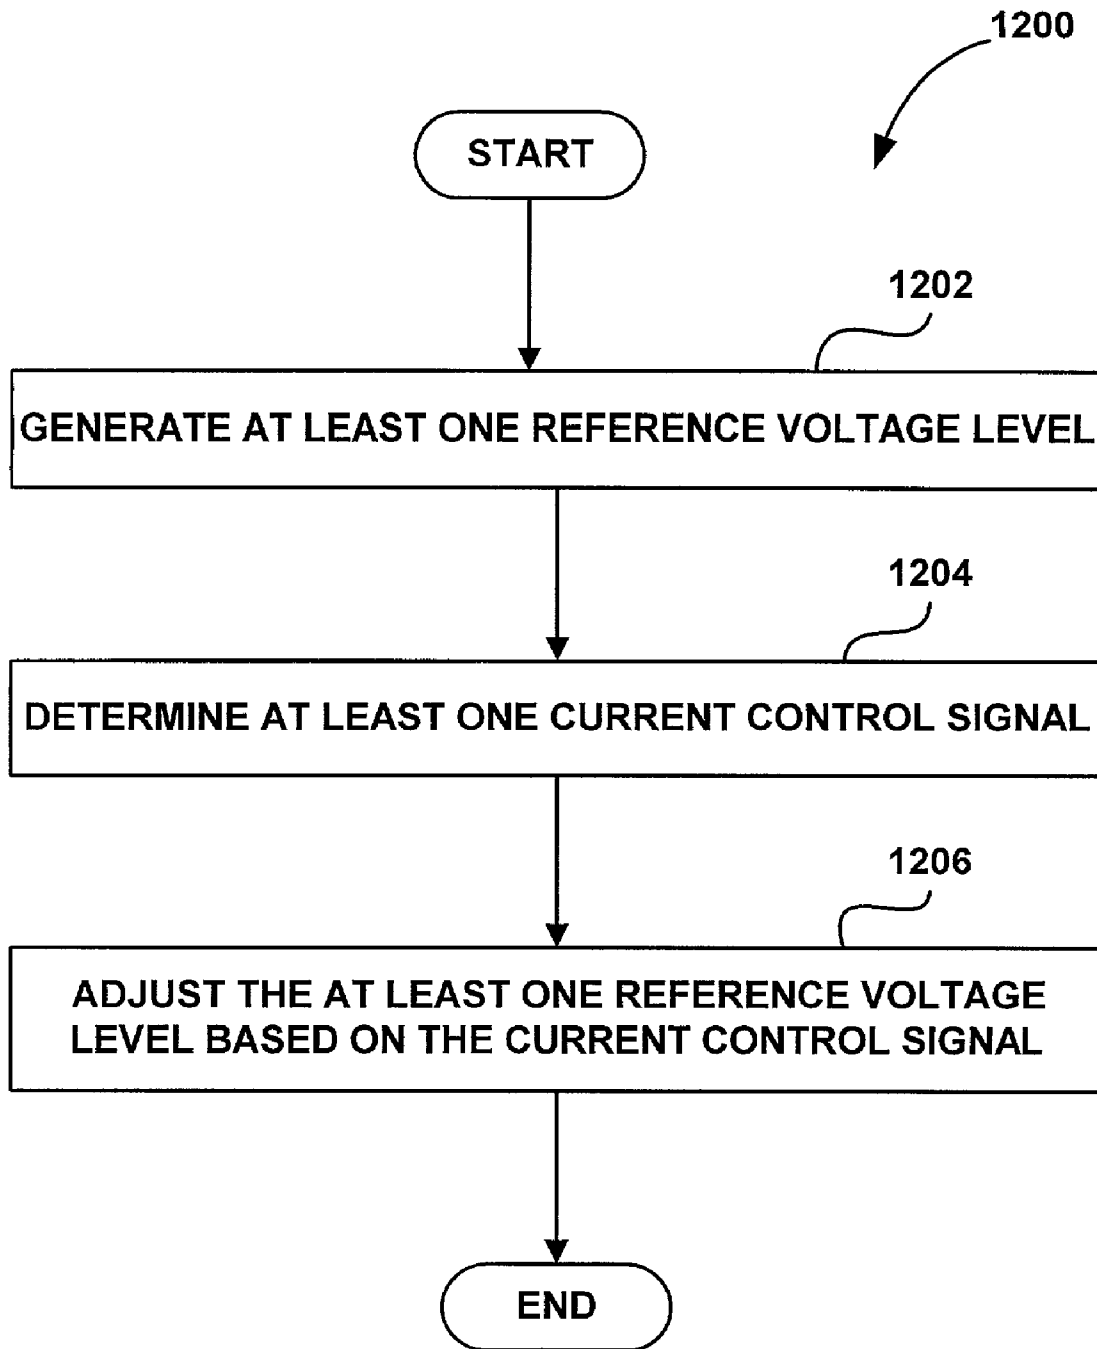 1200
START
1202
GENERATE AT LEAST ONE REFERENCE VOLTAGE LEVEL
1204
DETERMINE AT LEAST ONE CURRENT CONTROL SIGNAL
1206
ADJUST THE AT LEAST ONE REFERENCE VOLTAGE
LEVEL BASED ON THE CURRENT CONTROL SIGNAL
END